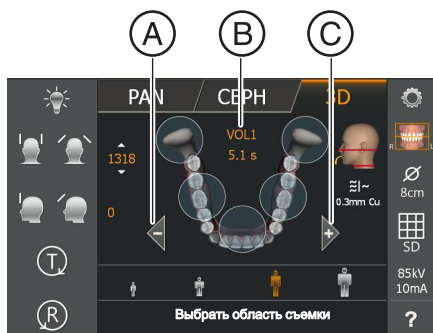 A B C
PAN CEPH 3D
VOL1
5.1 s
1318
0
R L
8cm
0.3mm Cu
SD
T
85kV
10mA
R
Выбрать область съемки
?